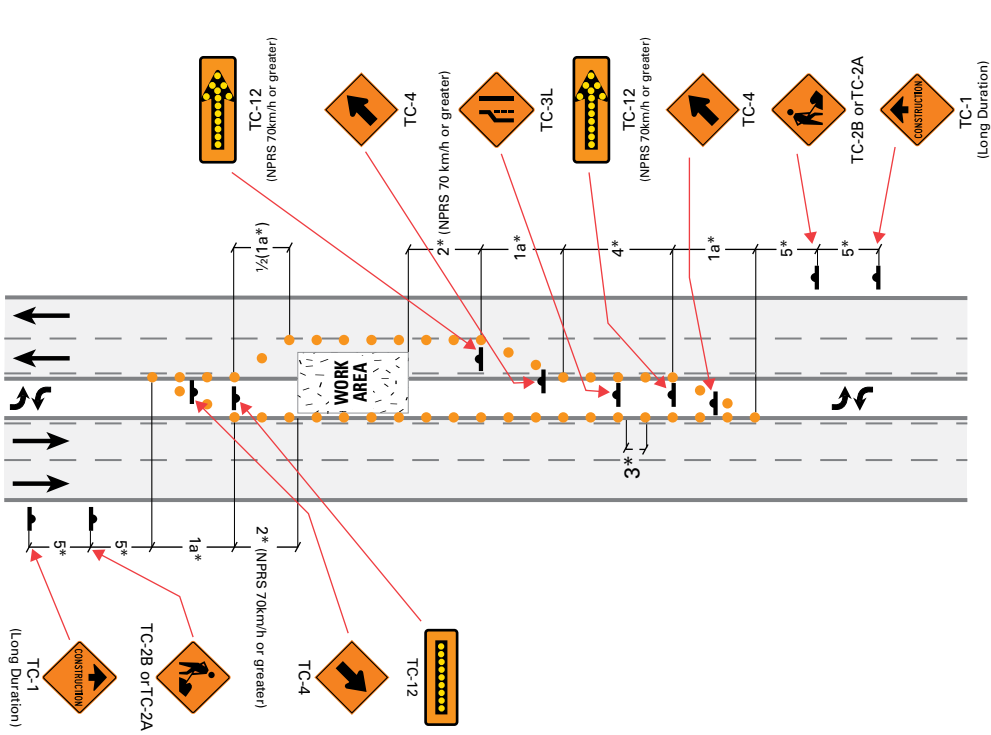 TC-12
(NPRS 70km/h or greater)
TC-4
TC-3L
TC-12
(NPRS 70km/h or greater)
TC-4
TC-2B or TC-2A
CONSTRUCTION
TC-1
(Long Duration)
½(1a*)
2* (NPRS 70 km/h or greater)
1a*
4*
1a*
5*
5*
WORK
AREA
3*
5*
5*
1a*
2* (NPRS 70km/h or greater)
CONSTRUCTION
TC-1
(Long Duration)
TC-2B orTC-2A
TC-4
TC-12